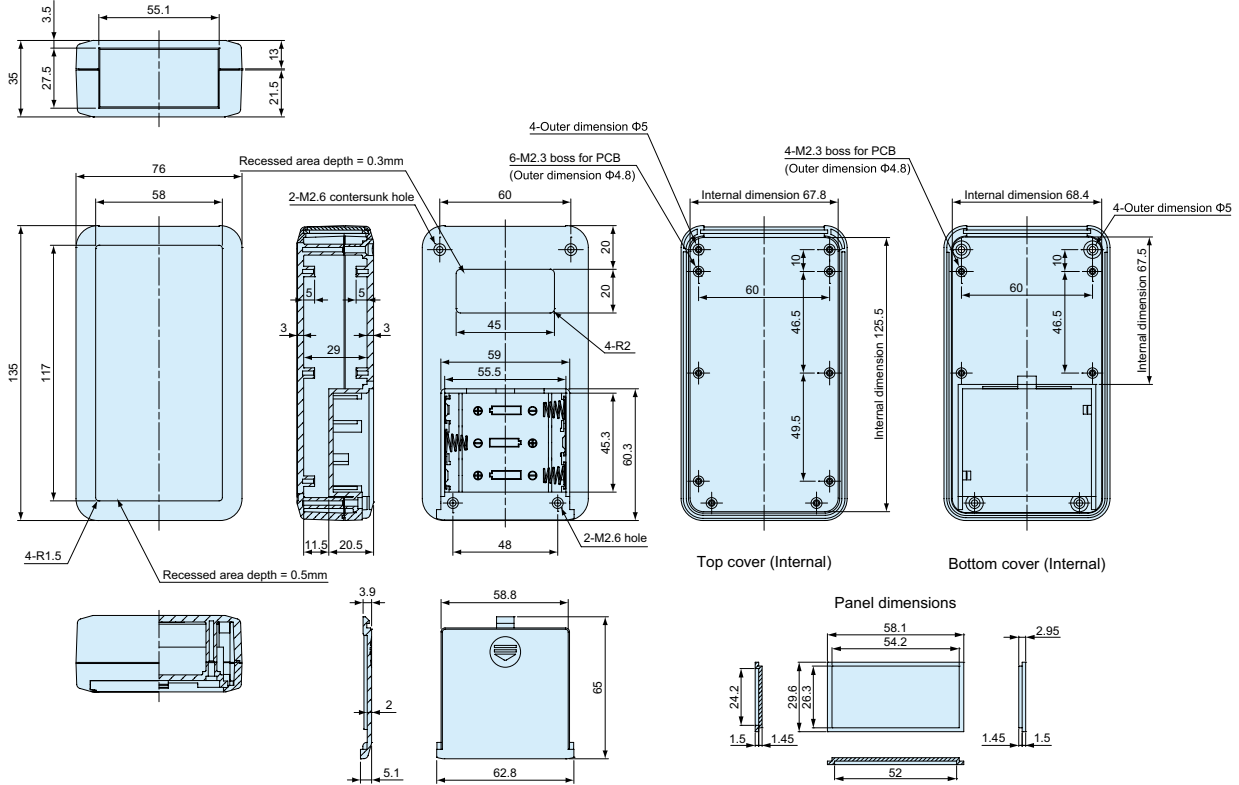 55.1
3.5
35
27.5
13
21.5
4-Outer dimension Φ5
6-M2.3 boss for PCB
(Outer dimension Φ4.8)
4-M2.3 boss for PCB
(Outer dimension Φ4.8)
Recessed area depth = 0.3mm
2-M2.6 contersunk hole
76
58
60
Internal dimension 67.8
Internal dimension 68.4
4-Outer dimension Φ5
135
117
5
5
3
3
29
20
20
45
4-R2
59
55.5
45.3
60.3
10
60
46.5
49.5
Internal dimension 125.5
10
60
46.5
Internal dimension 67.5
11.5
20.5
48
2-M2.6 hole
4-R1.5
Recessed area depth = 0.5mm
Top cover (Internal)
Bottom cover (Internal)
3.9
2
5.1
58.8
65
62.8
Panel dimensions
58.1
54.2
2.95
24.2
29.6
26.3
1.5
1.45
1.45
1.5
52